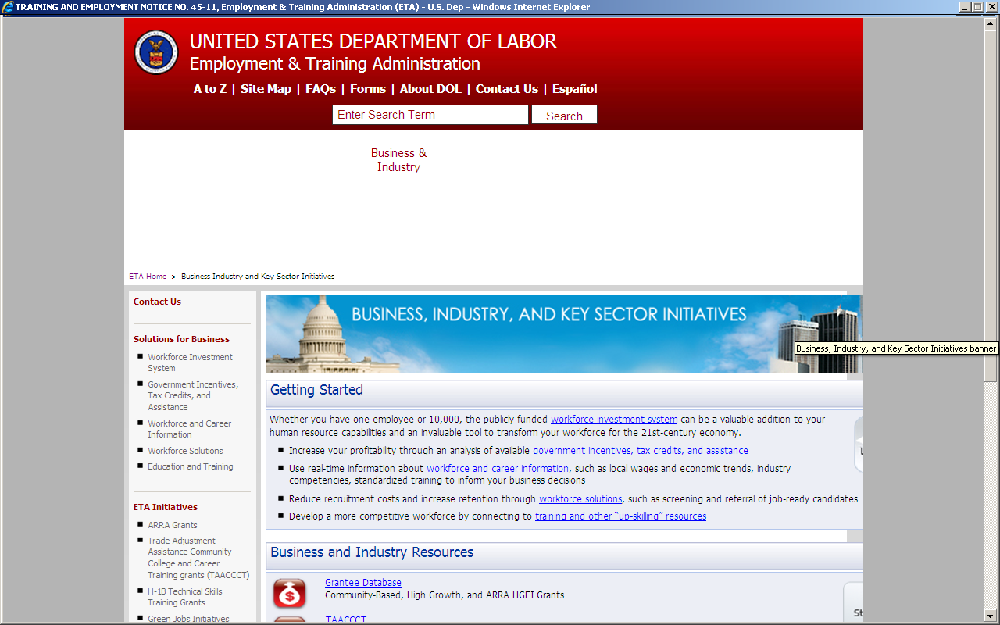 TRAINING AND EMPLOYMENT NOTICE NO. 45-11, Employment & Training Administration (ETA) - U.S. Dep - Windows Internet Explorer
UNITED STATES DEPARTMENT OF LABOR
Employment & Training Administration
A to Z | Site Map | FAQs | Forms | About DOL | Contact Us | Español
Enter Search Term Search
Business &
Industry
ETA Home > Business Industry and Key Sector Initiatives
Contact Us
Solutions for Business
Workforce Investment
System
Government Incentives,
Tax Credits, and
Assistance
Workforce and Career
Information
Workforce Solutions
Education and Training
ETA Initiatives
ARRA Grants
Trade Adjustment
Assistance Community
College and Career
Training grants (TAACCCT)
H-1B Technical Skills
Training Grants
Green Jobs Initiatives
BUSINESS, INDUSTRY, AND KEY SECTOR INITIATIVES
Business, Industry, and Key Sector Initiatives banner
Getting Started
Whether you have one employee or 10,000, the publicly funded workforce investment system can be a valuable addition to your
human resource capabilities and an invaluable tool to transform your workforce for the 21st-century economy.
Increase your profitability through an analysis of available government incentives, tax credits, and assistance
Use real-time information about workforce and career information, such as local wages and economic trends, industry
competencies, standardized training to inform your business decisions
Reduce recruitment costs and increase retention through workforce solutions, such as screening and referral of job-ready candidates
Develop a more competitive workforce by connecting to training and other “up-skilling” resources
Business and Industry Resources
Grantee Database
Community-Based, High Growth, and ARRA HGEI Grants
St
TAACCCT